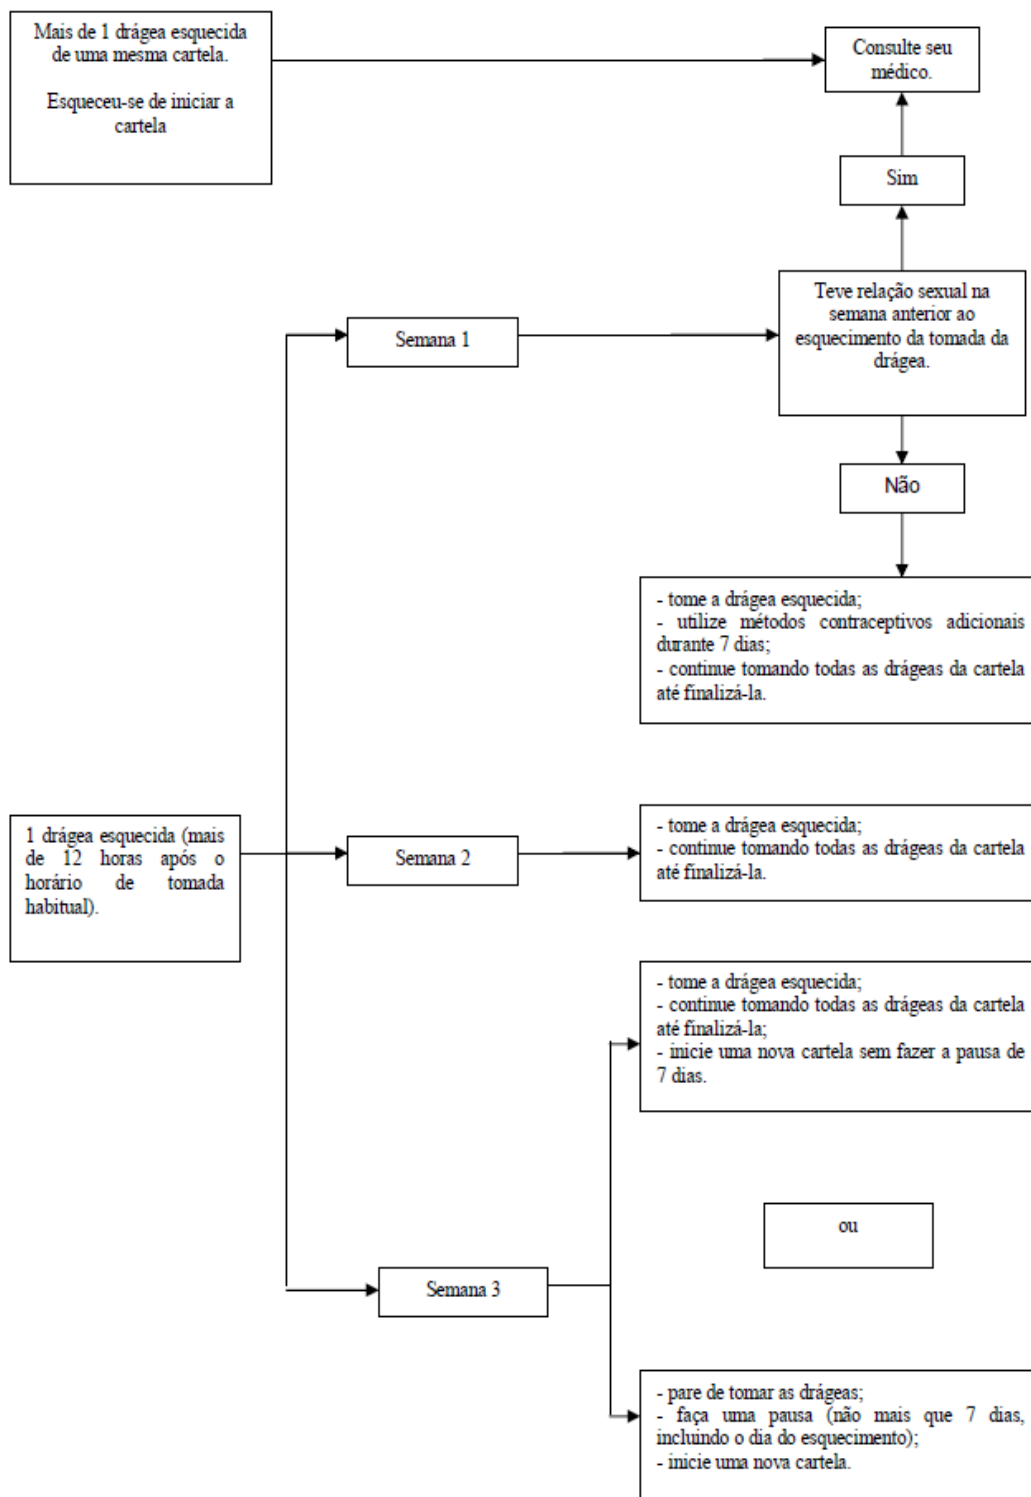 Mais de 1 drágea esquecida
de uma mesma cartela.
Esqueceu-se de iniciar a
cartela
Consulte seu
médico.
Sim
Teve relação sexual na
semana anterior ao
esquecimento da tomada da
drágea.
Semana 1
Não
- tome a drágea esquecida;
- utilize métodos contraceptivos adicionais
durante 7 dias;
- continue tomando todas as drágeas da cartela
até finalizá-la.
1 drágea esquecida (mais
de 12 horas após o
horário de tomada
habitual).
Semana 2
- tome a drágea esquecida;
- continue tomando todas as drágeas da cartela
até finalizá-la.
- tome a drágea esquecida;
- continue tomando todas as drágeas da cartela
até finalizá-la;
- inicie uma nova cartela sem fazer a pausa de
7 dias.
ou
Semana 3
- pare de tomar as drágeas;
- faça uma pausa (não mais que 7 dias,
incluindo o dia do esquecimento);
- inicie uma nova cartela.